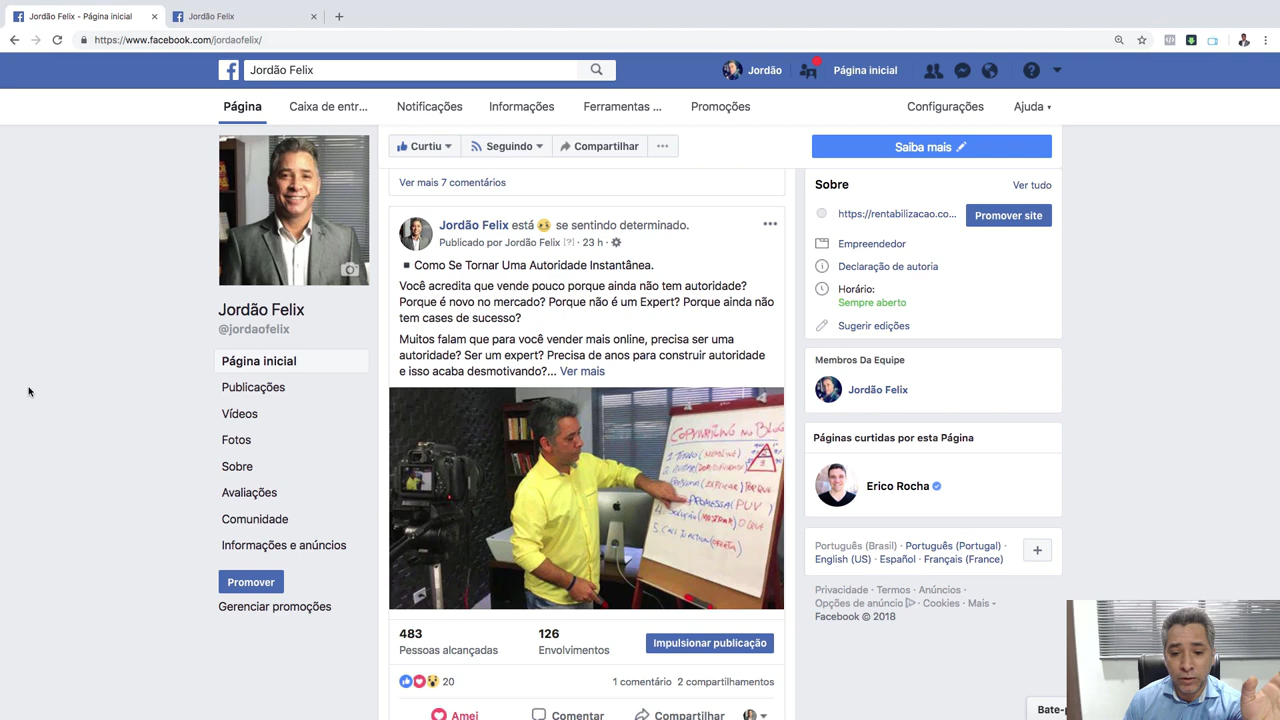 Jordão Felix - Página inicial
Jordão Felix
https://www.facebook.com/jordaofelix/
Jordão Felix
Jordão
Página inicial
Página
Caixa de entr...
Notificações
Informações
Ferramentas ...
Promoções
Configurações
Ajuda
Curtiu
Seguindo
Compartilhar
Saiba mais
Jordão Felix
@jordaofelix
Página inicial
Publicações
Vídeos
Fotos
Sobre
Avaliações
Comunidade
Informações e anúncios
Promover
Gerenciar promoções
Ver mais 7 comentários
Jordão Felix está se sentindo determinado.
Publicado por Jordão Felix [?] · 23 h ·
Como Se Tornar Uma Autoridade Instantânea.
Você acredita que vende pouco porque ainda não tem autoridade?
Porque é novo no mercado? Porque não é um Expert? Porque ainda não
tem cases de sucesso?
Muitos falam que para você vender mais online, precisa ser uma
autoridade? Ser um expert? Precisa de anos para construir autoridade
e isso acaba desmotivando?... Ver mais
COPYWRITING NO BLOG
PROMESSA (PUV)
483
Pessoas alcançadas
126
Envolvimentos
Impulsionar publicação
20
1 comentário 2 compartilhamentos
Amei
Comentar
Compartilhar
Sobre
Ver tudo
https://rentabilizacao.co...
Promover site
Empreendedor
Declaração de autoria
Horário:
Sempre aberto
Sugerir edições
Membros Da Equipe
Jordão Felix
Páginas curtidas por esta Página
Erico Rocha
Português (Brasil) · Português (Portugal) ·
English (US) · Español · Français (France)
Privacidade · Termos · Anúncios ·
Opções de anúncio · Cookies · Mais
Facebook © 2018